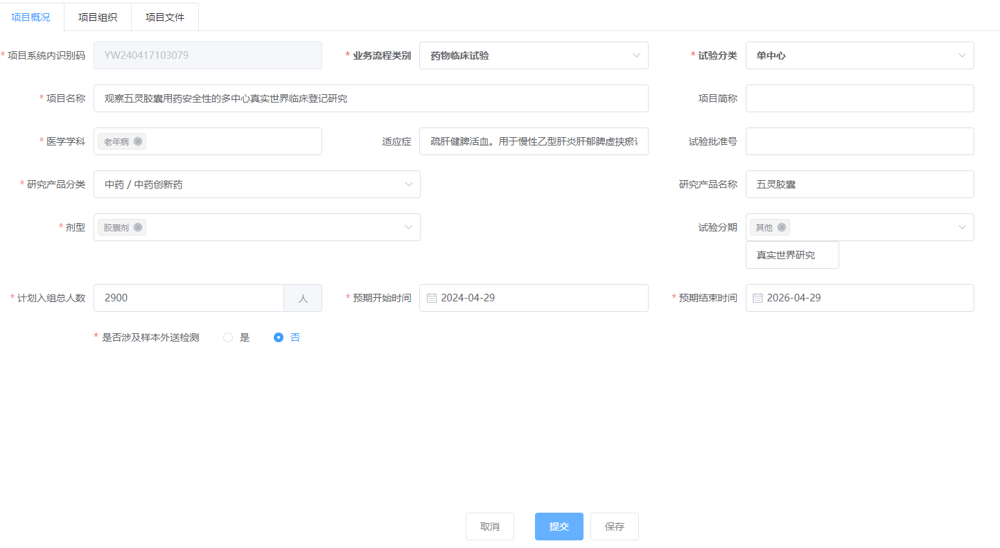 项目概况 项目组织 项目文件
* 项目系统内识别码 YW240417103079 * 业务流程类别 药物临床试验 * 试验分类 单中心
* 项目名称 观察五灵胶囊用药安全性的多中心真实世界临床登记研究 项目简称
* 医学学科 老年病 适应症 疏肝健脾活血。用于慢性乙型肝炎肝郁脾虚挟瘀 试验批准号
* 研究产品分类 中药 / 中药创新药 研究产品名称 五灵胶囊
* 剂型 胶囊剂 试验分期 其他
真实世界研究
* 计划入组总人数 2900 人 * 预期开始时间 2024-04-29 * 预期结束时间 2026-04-29
* 是否涉及样本外送检测 是 否
取消 提交 保存